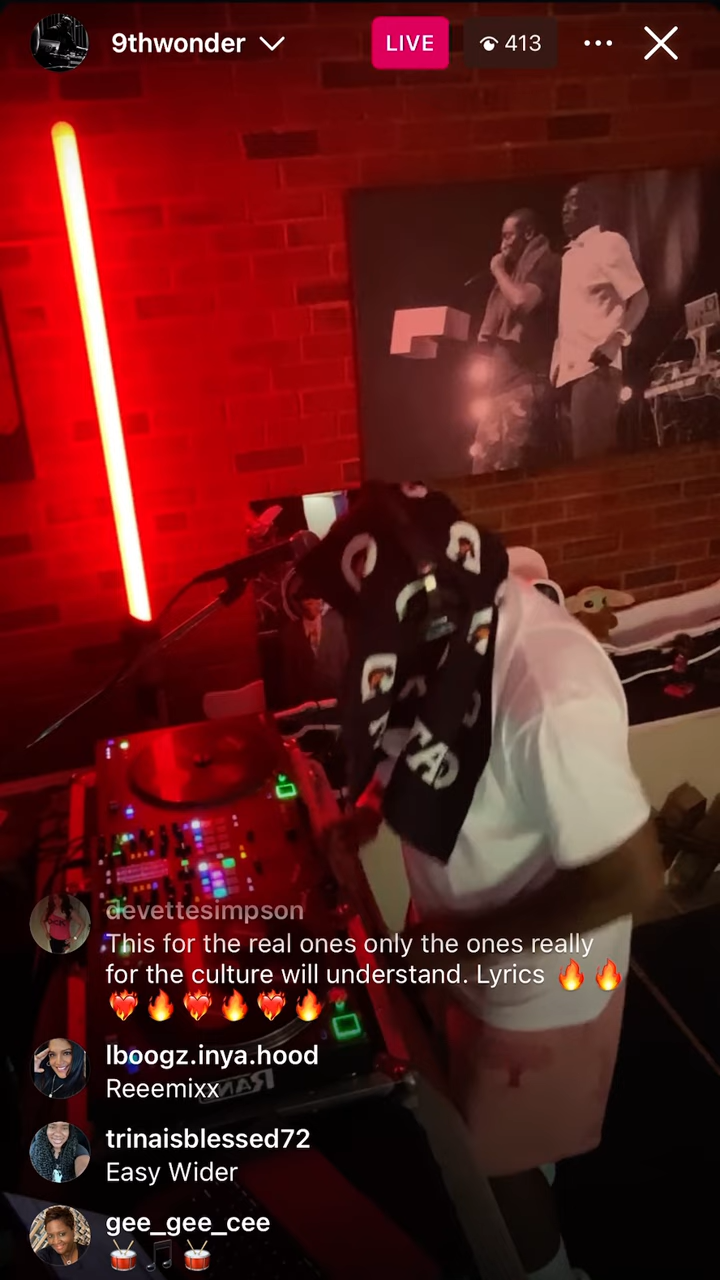 9thwonder
LIVE
413
devettesimpson
This for the real ones only the ones really
for the culture will understand. Lyrics 🔥 🔥
❤️‍🔥 🔥 ❤️‍🔥 🔥 ❤️‍🔥 🔥
lboogz.inya.hood
Reeemixx
trinaisblessed72
Easy Wider
gee_gee_cee
🥁 🎵 🥁